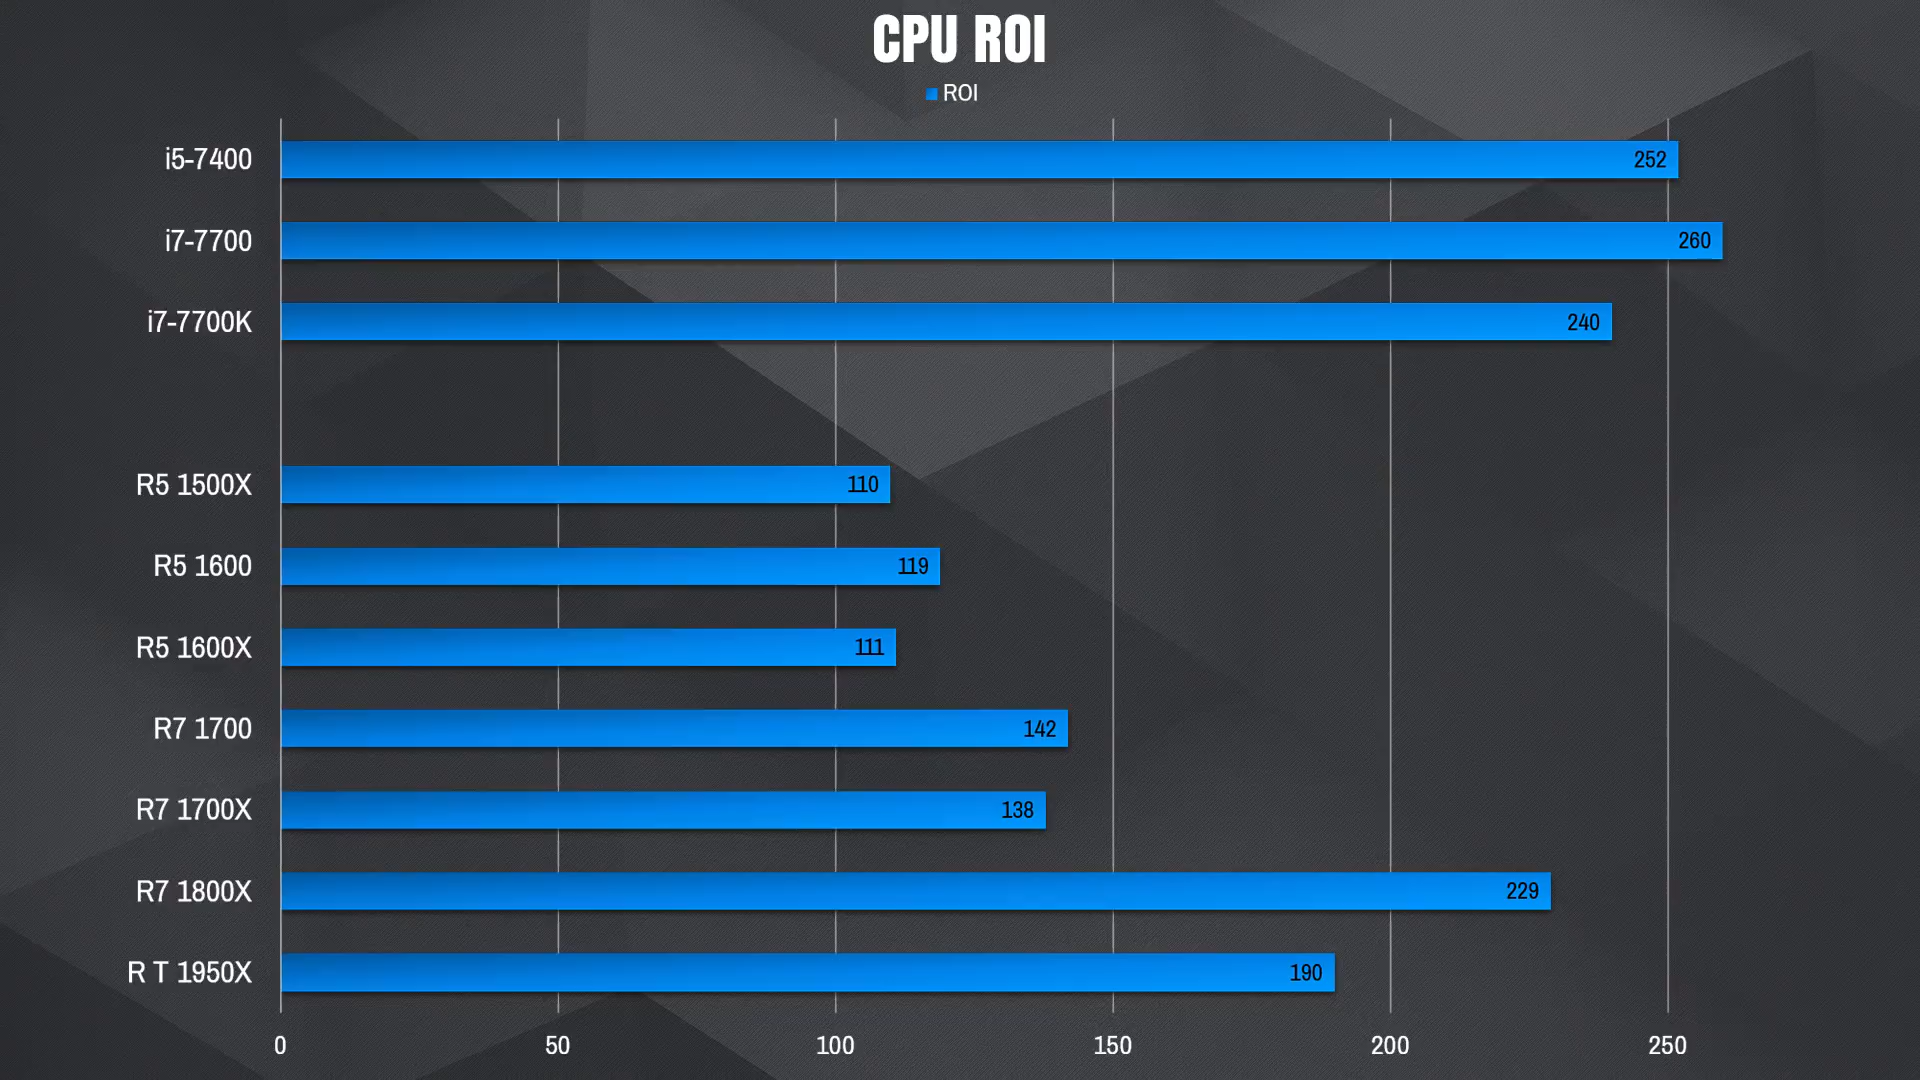 CPU ROI
ROI
i5-7400 252
i7-7700 260
i7-7700K 240
R5 1500X 110
R5 1600 119
R5 1600X 111
R7 1700 142
R7 1700X 138
R7 1800X 229
R T 1950X 190
0 50 100 150 200 250